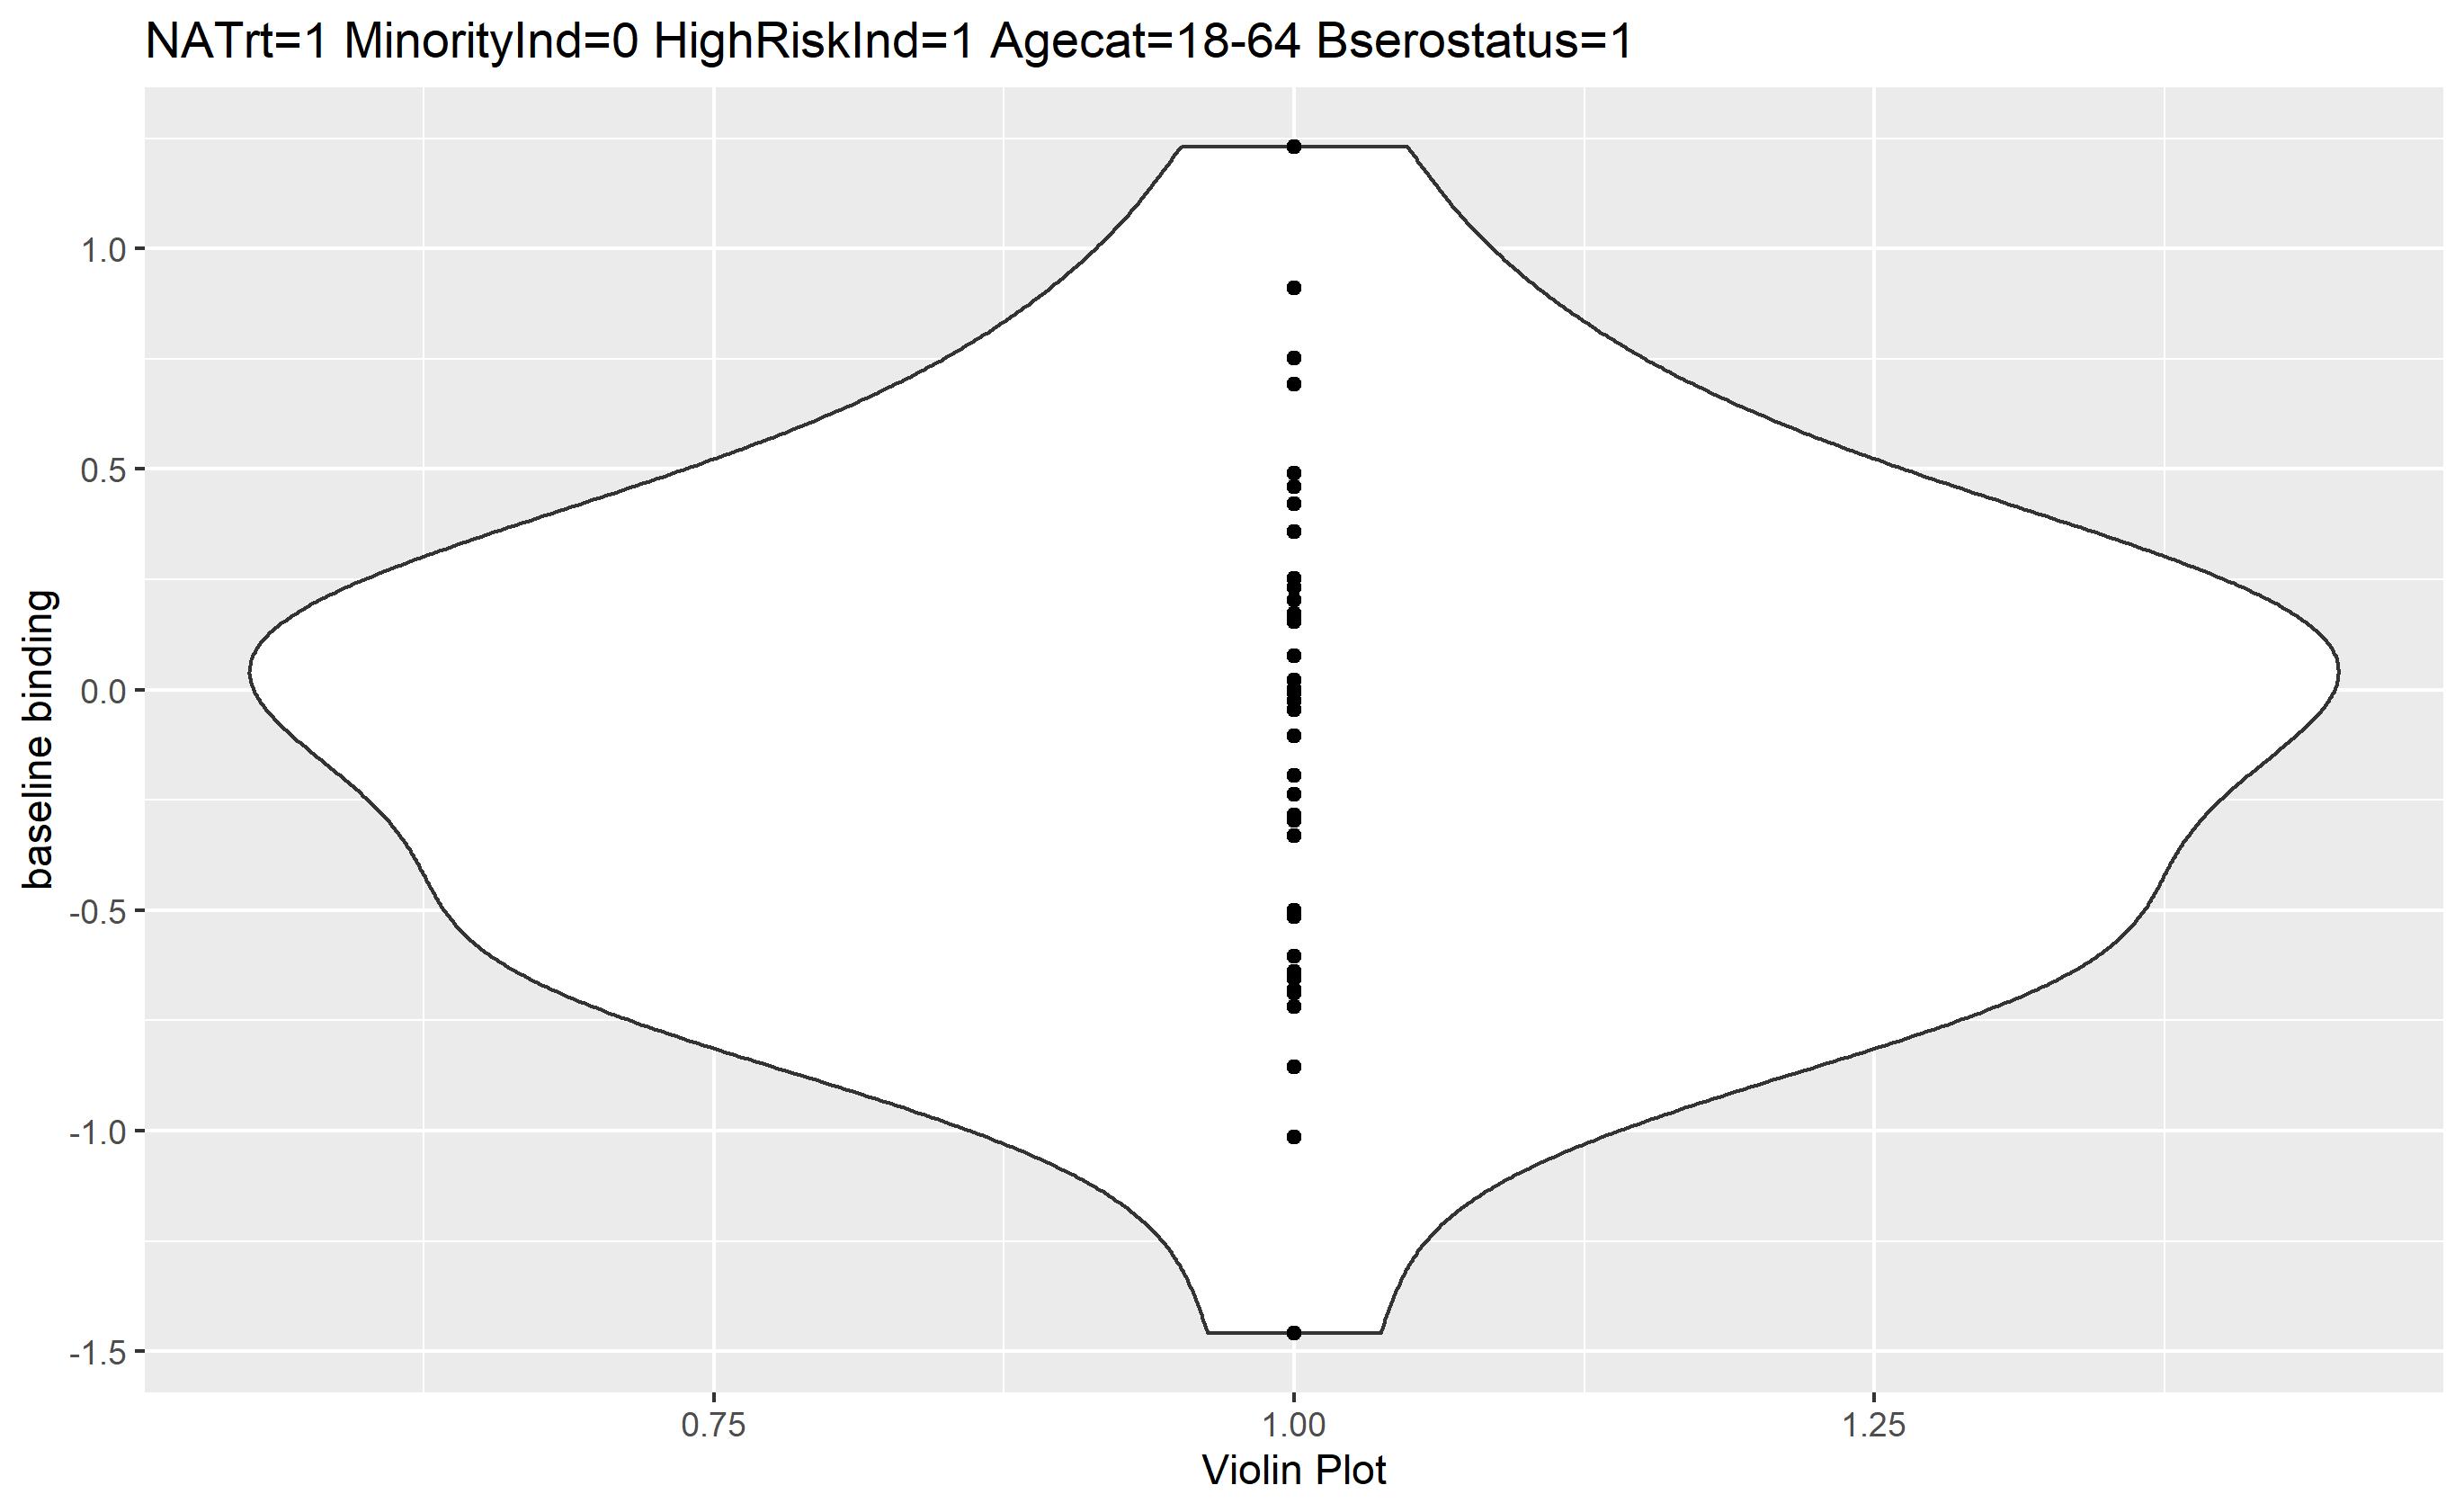 NATrt=1 MinorityInd=0 HighRiskInd=1 Agecat=18-64 Bserostatus=1
baseline binding
1.0
0.5
0.0
-0.5
-1.0
-1.5
0.75 1.00 1.25
Violin Plot